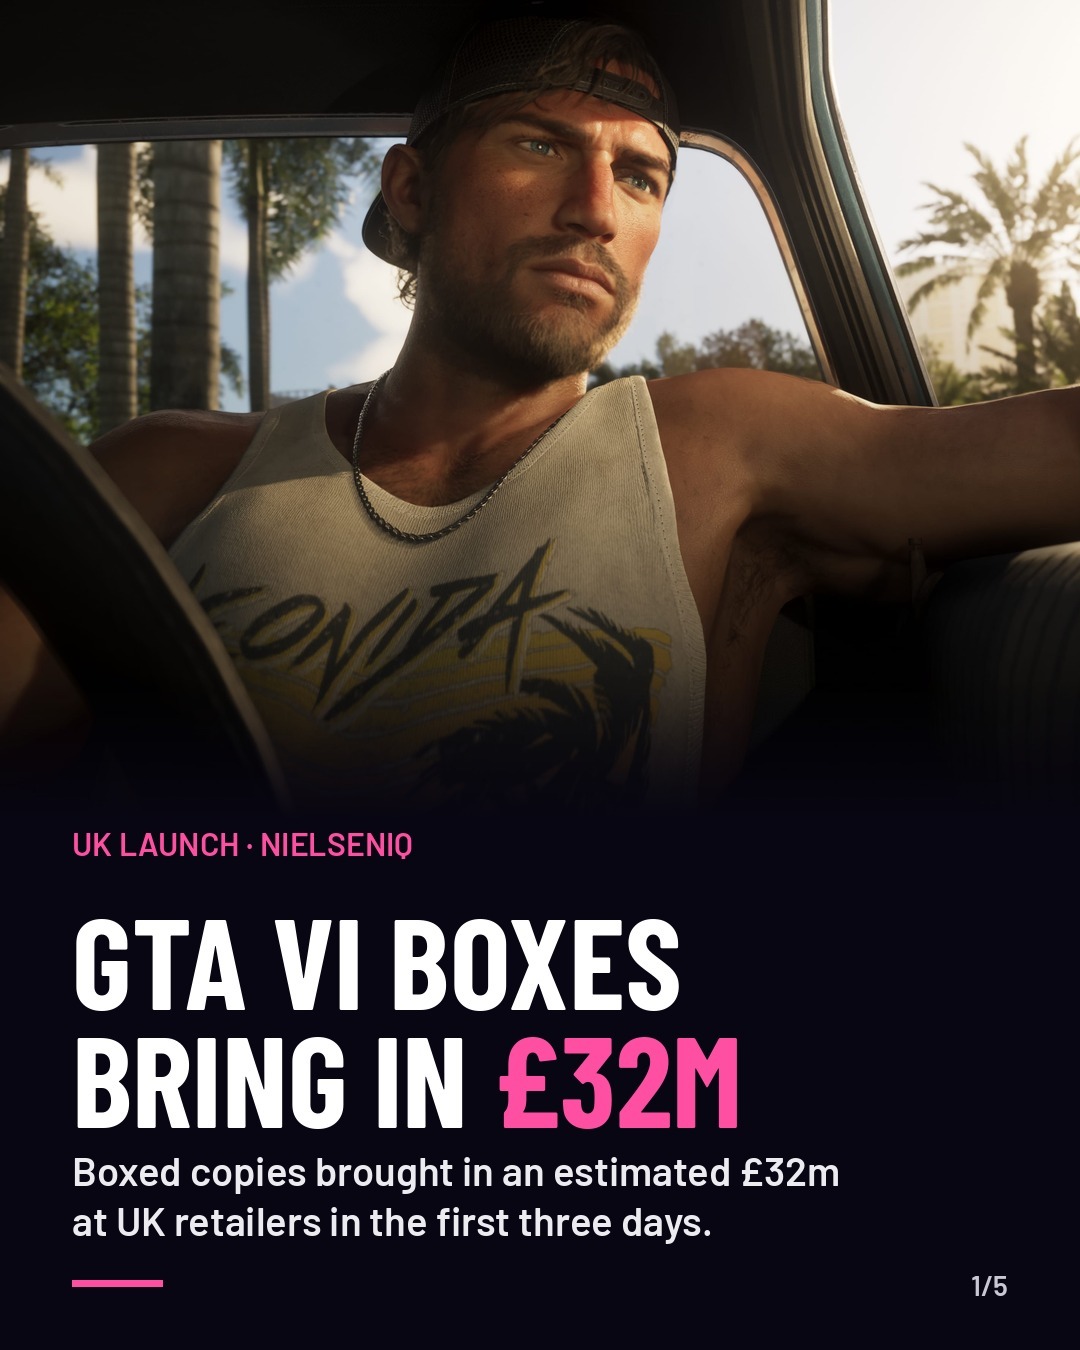 LEONIDA
UK LAUNCH · NIELSENIQ
GTA VI BOXES
BRING IN £32M
Boxed copies brought in an estimated £32m
at UK retailers in the first three days.
1/5